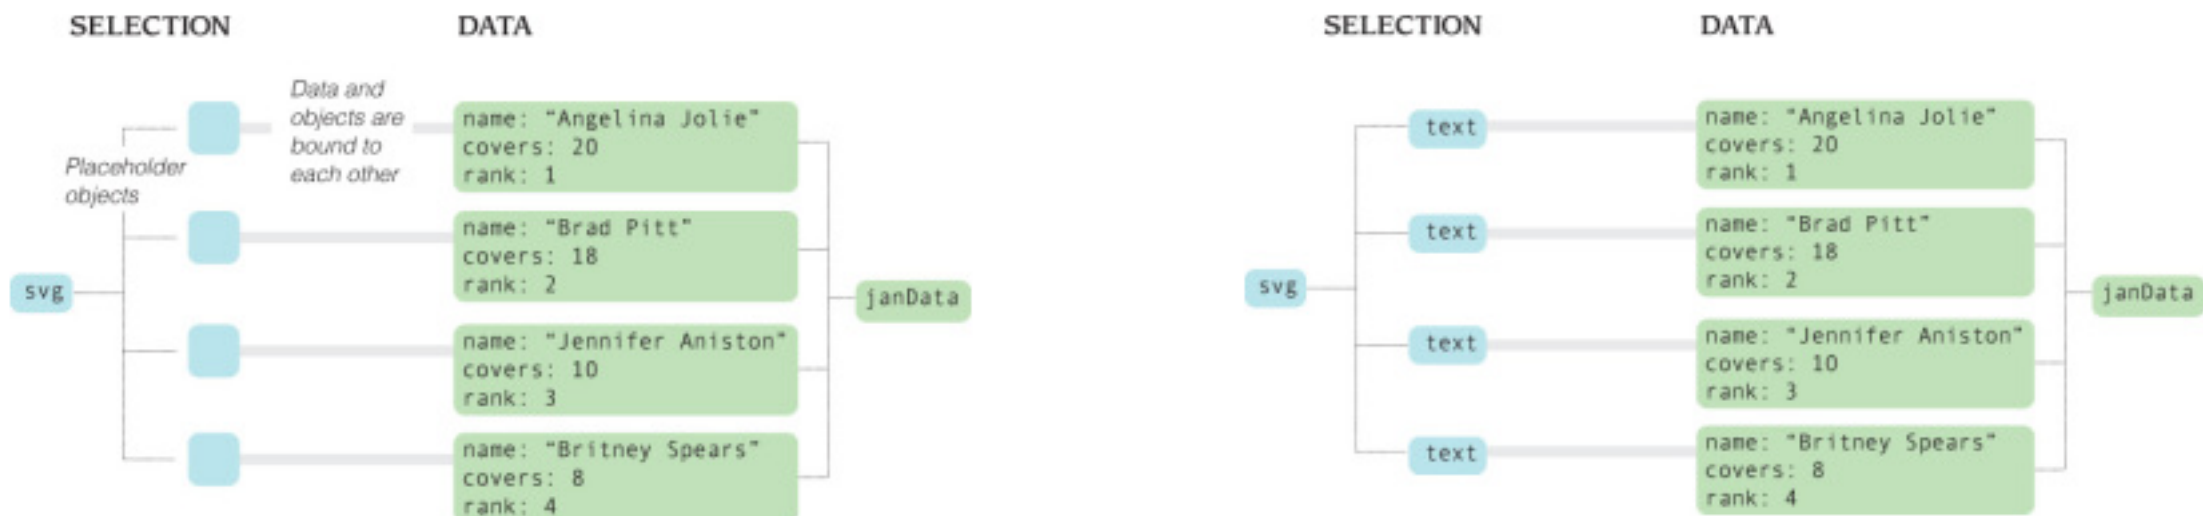 SELECTION DATA
Data and
objects are
bound to
each other
Placeholder
objects
svg
name: “Angelina Jolie”
covers: 20
rank: 1
name: “Brad Pitt”
covers: 18
rank: 2
name: “Jennifer Aniston”
covers: 10
rank: 3
name: “Britney Spears”
covers: 8
rank: 4
janData
SELECTION DATA
svg
text
text
text
text
name: “Angelina Jolie”
covers: 20
rank: 1
name: “Brad Pitt”
covers: 18
rank: 2
name: “Jennifer Aniston”
covers: 10
rank: 3
name: “Britney Spears”
covers: 8
rank: 4
janData